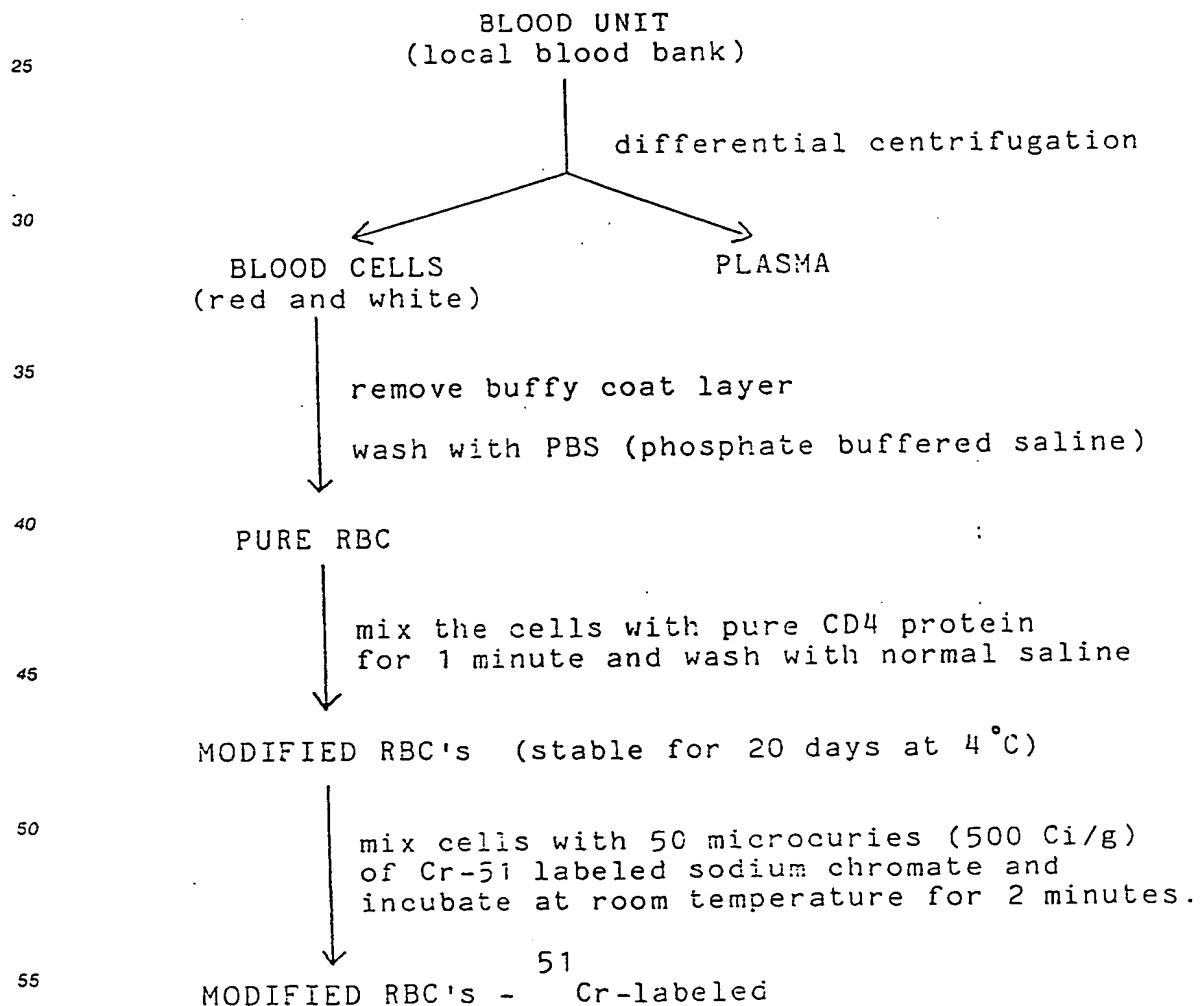 BLOOD UNIT
(local blood bank)
25
differential centrifugation
30
BLOOD CELLS
(red and white)
PLASMA
35
remove buffy coat layer
wash with PBS (phosphate buffered saline)
40
PURE RBC
mix the cells with pure CD4 protein
for 1 minute and wash with normal saline
45
MODIFIED RBC's (stable for 20 days at 4°C)
50
mix cells with 50 microcuries (500 Ci/g)
of Cr-51 labeled sodium chromate and
incubate at room temperature for 2 minutes.
55
MODIFIED RBC's - ⁵¹Cr-labeled